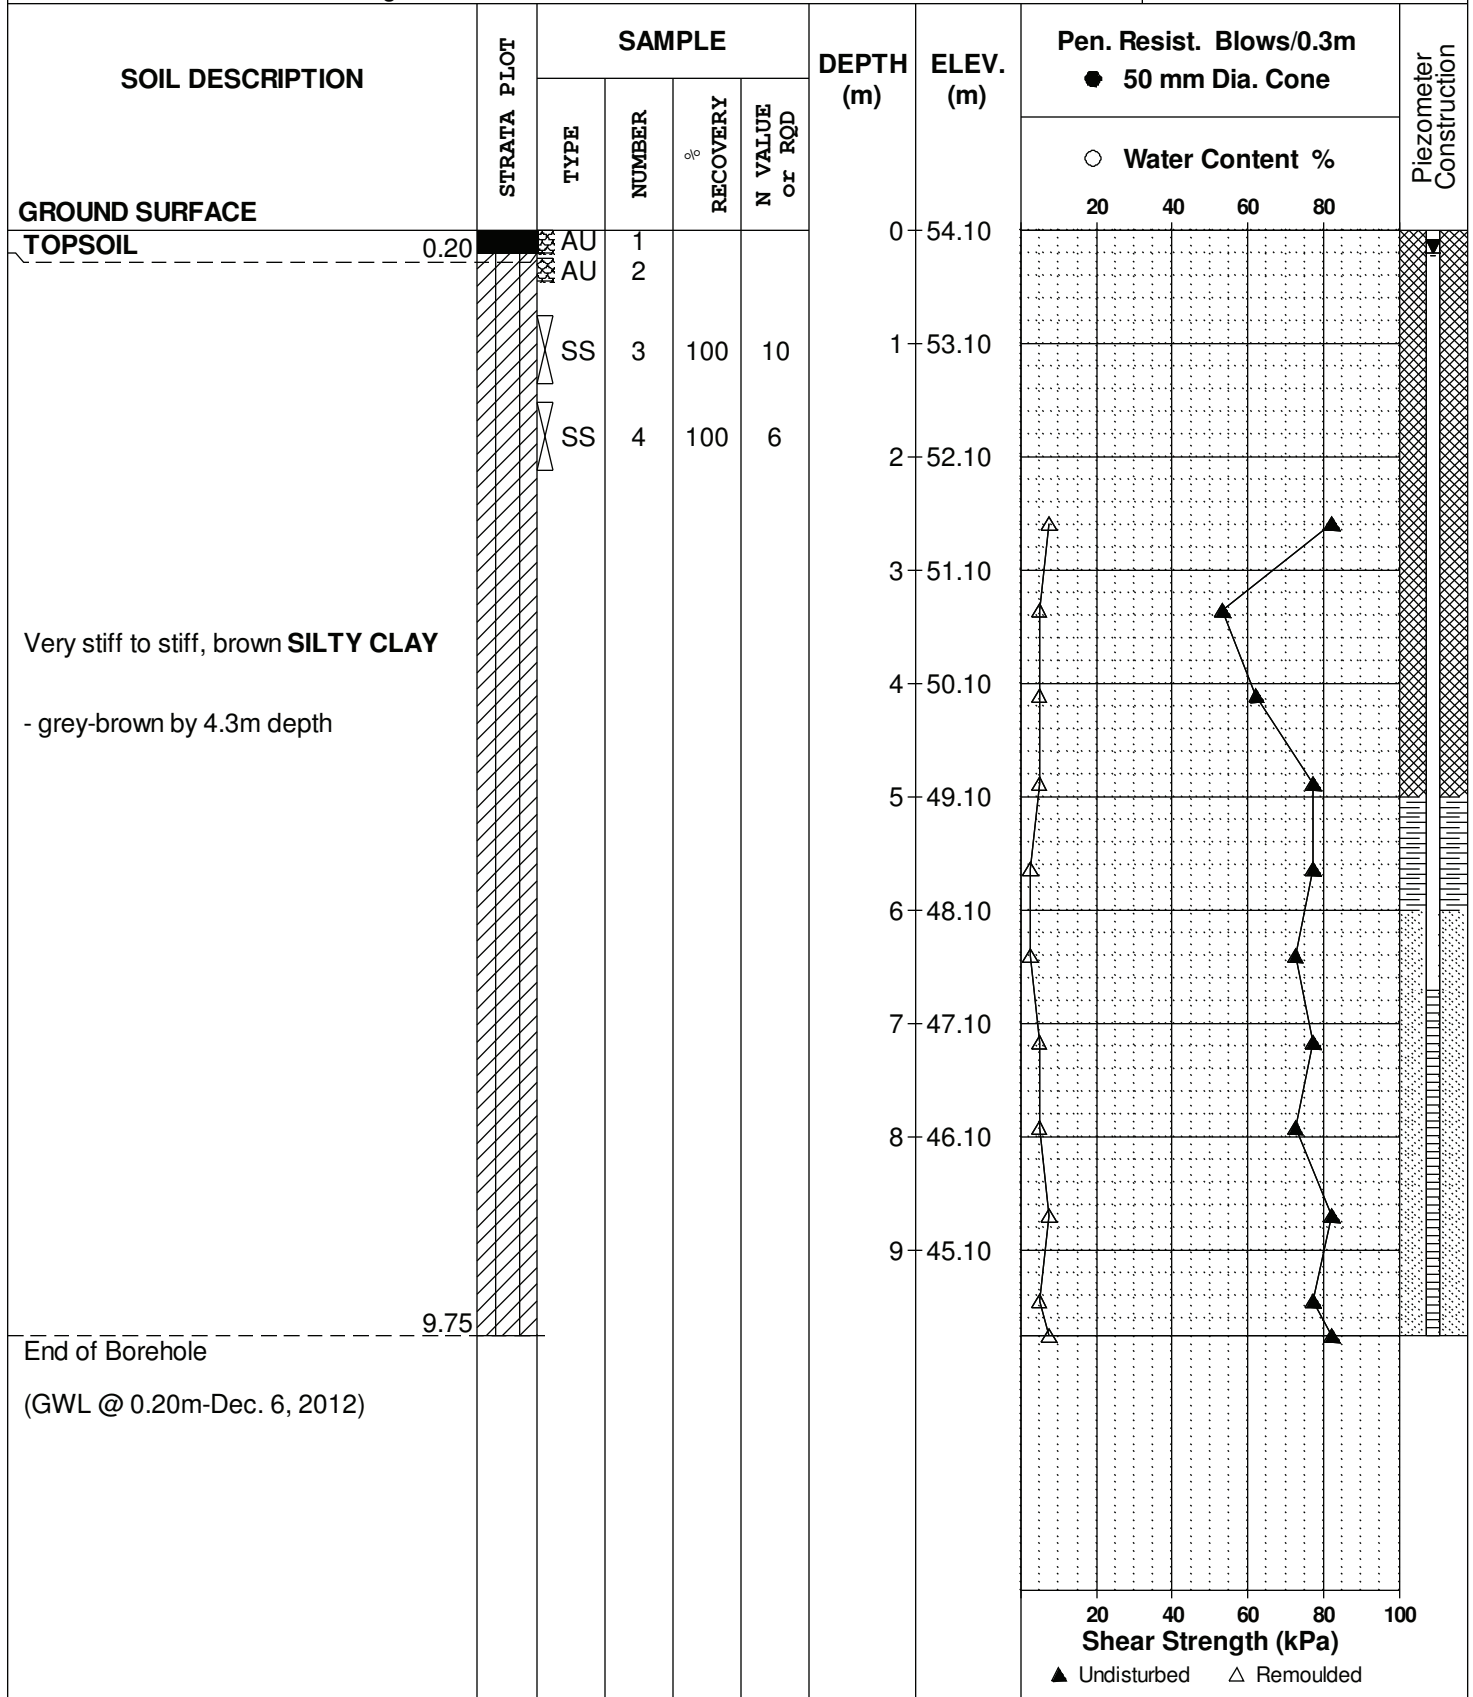 SOIL DESCRIPTION
GROUND SURFACE
STRATA PLOT
SAMPLE
TYPE
NUMBER
% RECOVERY
N VALUE or RQD
DEPTH (m)
ELEV. (m)
Pen. Resist. Blows/0.3m
● 50 mm Dia. Cone
○ Water Content %
20 40 60 80
Piezometer Construction
TOPSOIL 0.20
AU 1
AU 2
SS 3 100 10
SS 4 100 6
0 54.10
1 53.10
2 52.10
3 51.10
4 50.10
5 49.10
6 48.10
7 47.10
8 46.10
9 45.10
Very stiff to stiff, brown SILTY CLAY
- grey-brown by 4.3m depth
9.75
End of Borehole
(GWL @ 0.20m-Dec. 6, 2012)
20 40 60 80 100
Shear Strength (kPa)
▲ Undisturbed △ Remoulded